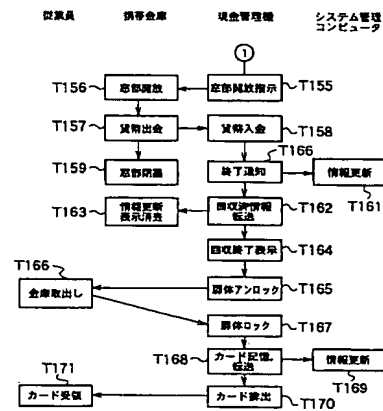 従業員
携帯金庫
現金管理機
システム管理
コンピュータ
1
T156
窓部開放
窓部開放指示
T155
T157
貨幣出金
貨幣入金
T158
T166
T159
窓部閉塞
終了通知
情報更新
T161
T163
情報更新
表示消去
回収済情報
転送
T162
回収終了表示
T164
T166
金庫取出し
扉体アンロック
T165
扉体ロック
T167
T168
カード記憶,
転送
情報更新
T169
T171
カード受領
カード排出
T170